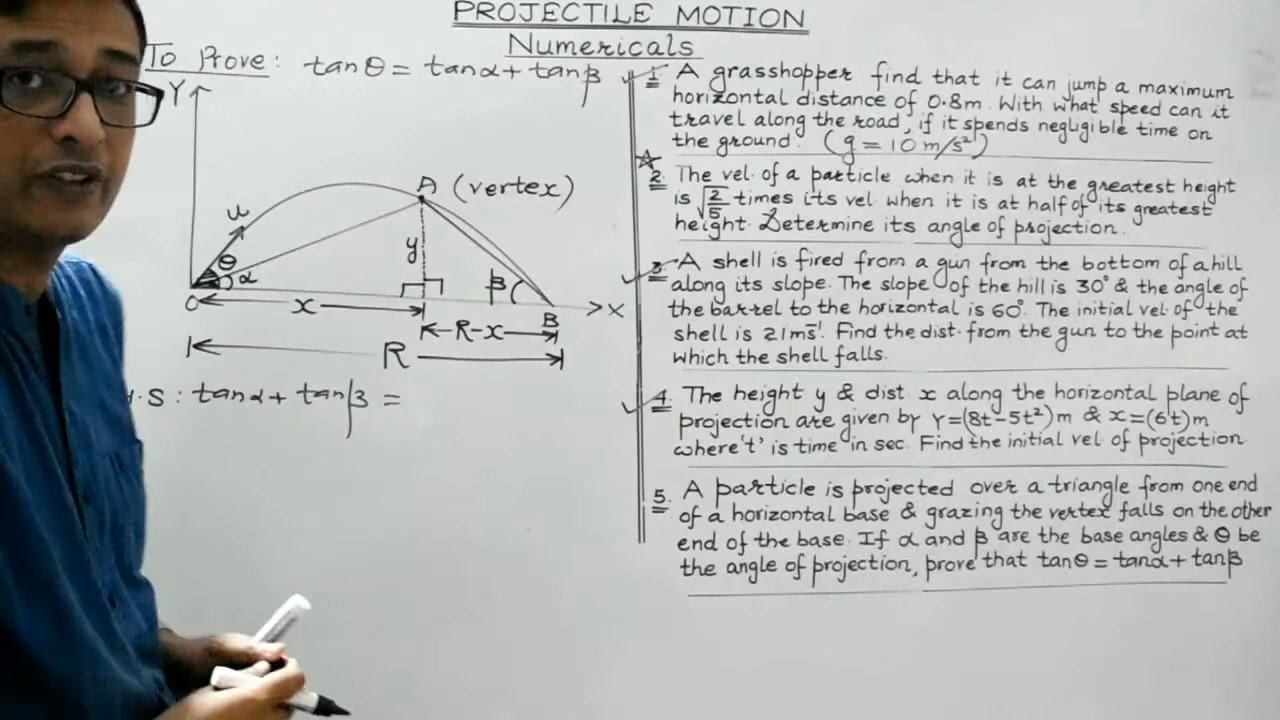 PROJECTILE MOTION
Numericals
To Prove: tanθ = tanα + tanβ
Y
A (vertex)
u
θ
α
y
β
O
x
B
X
R-x
R
.S : tanα + tanβ =
1. A grasshopper find that it can jump a maximum
horizontal distance of 0.8m. With what speed can it
travel along the road, if it spends negligible time on
the ground. (g = 10 m/s²)
2. The vel. of a particle when it is at the greatest height
is √2/5 times its vel. when it is at half of its greatest
height. Determine its angle of projection.
3. A shell is fired from a gun from the bottom of a hill
along its slope. The slope of the hill is 30° & the angle of
the barrel to the horizontal is 60°. The initial vel. of the
shell is 21ms⁻¹. Find the dist. from the gun to the point at
which the shell falls.
4. The height y & dist. x along the horizontal plane of
projection are given by Y=(8t-5t²)m & x=(6t)m
where 't' is time in sec. Find the initial vel of projection
5. A particle is projected over a triangle from one end
of a horizontal base & grazing the vertex falls on the other
end of the base. If α and β are the base angles & θ be
the angle of projection, prove that tanθ = tanα + tanβ